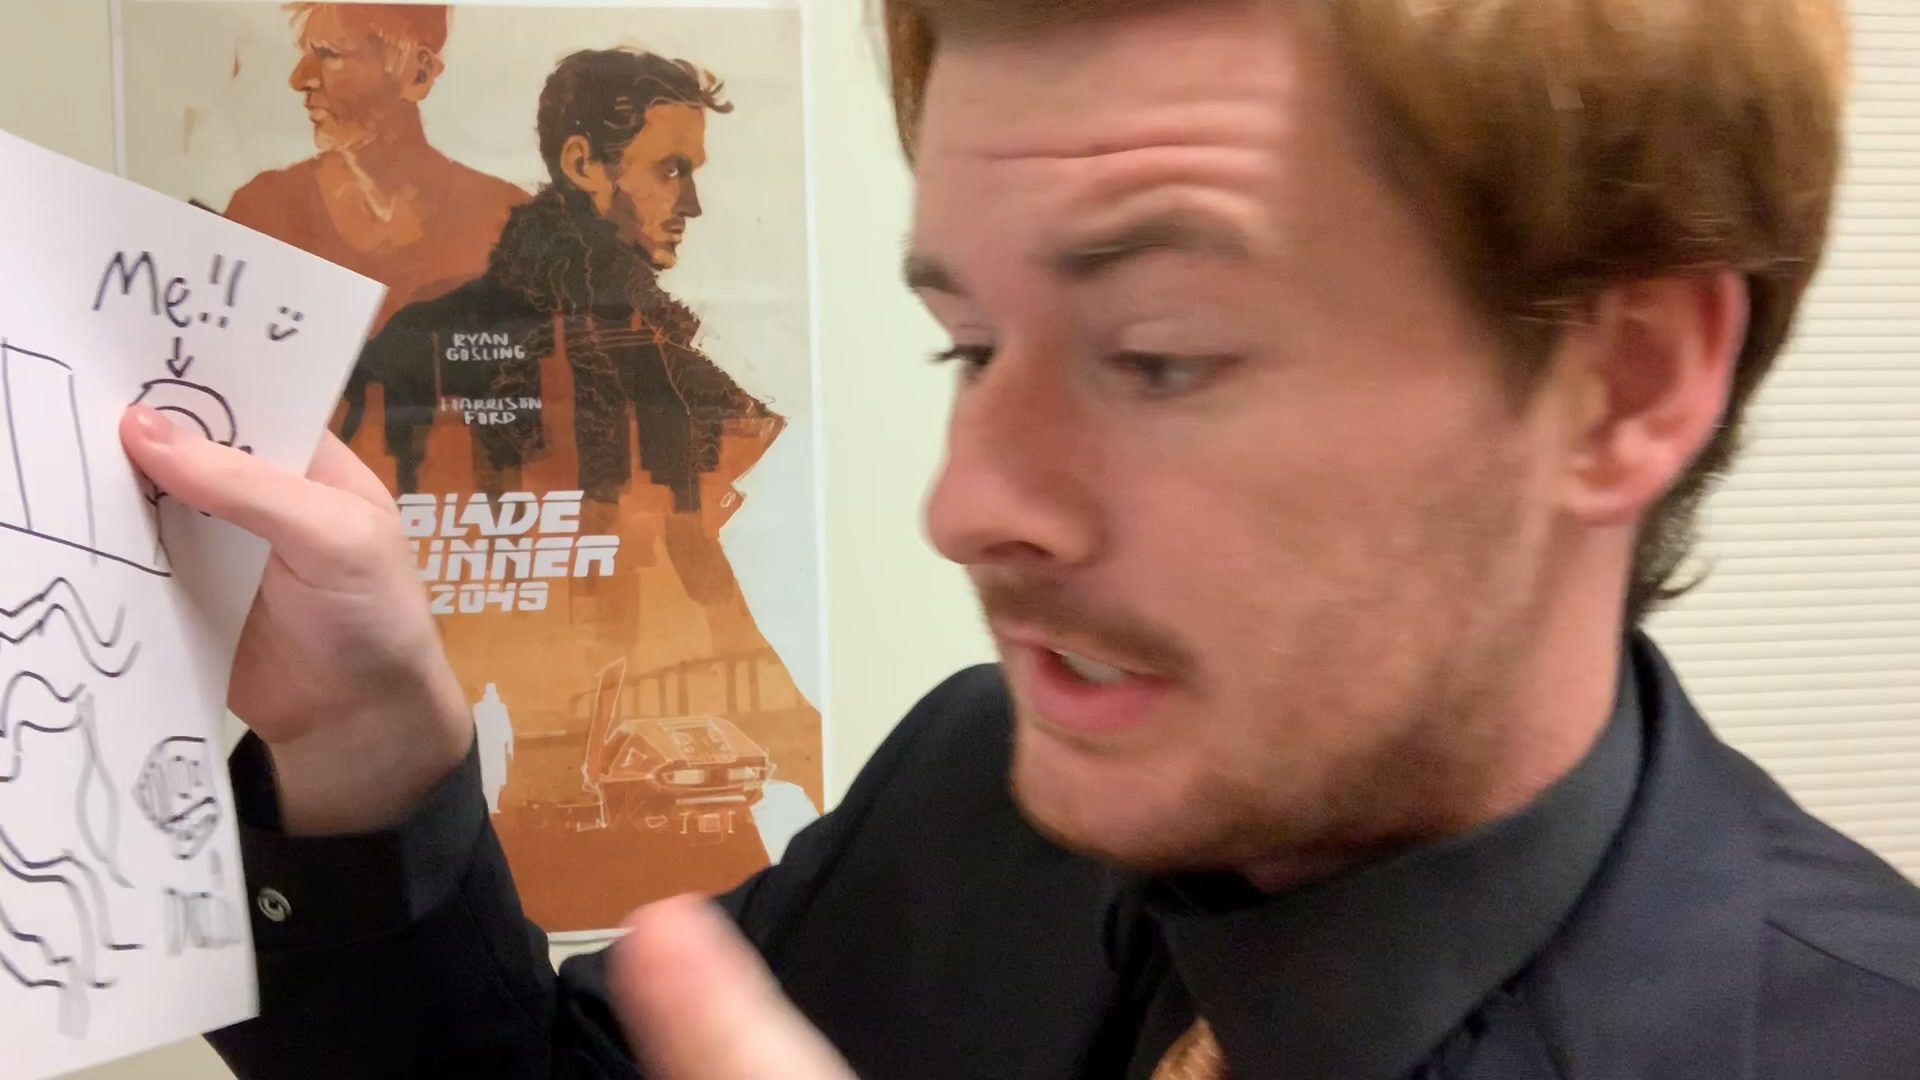 Me!! :)
RYAN
GOSLING
HARRISON
FORD
BLADE
UNNER
2049